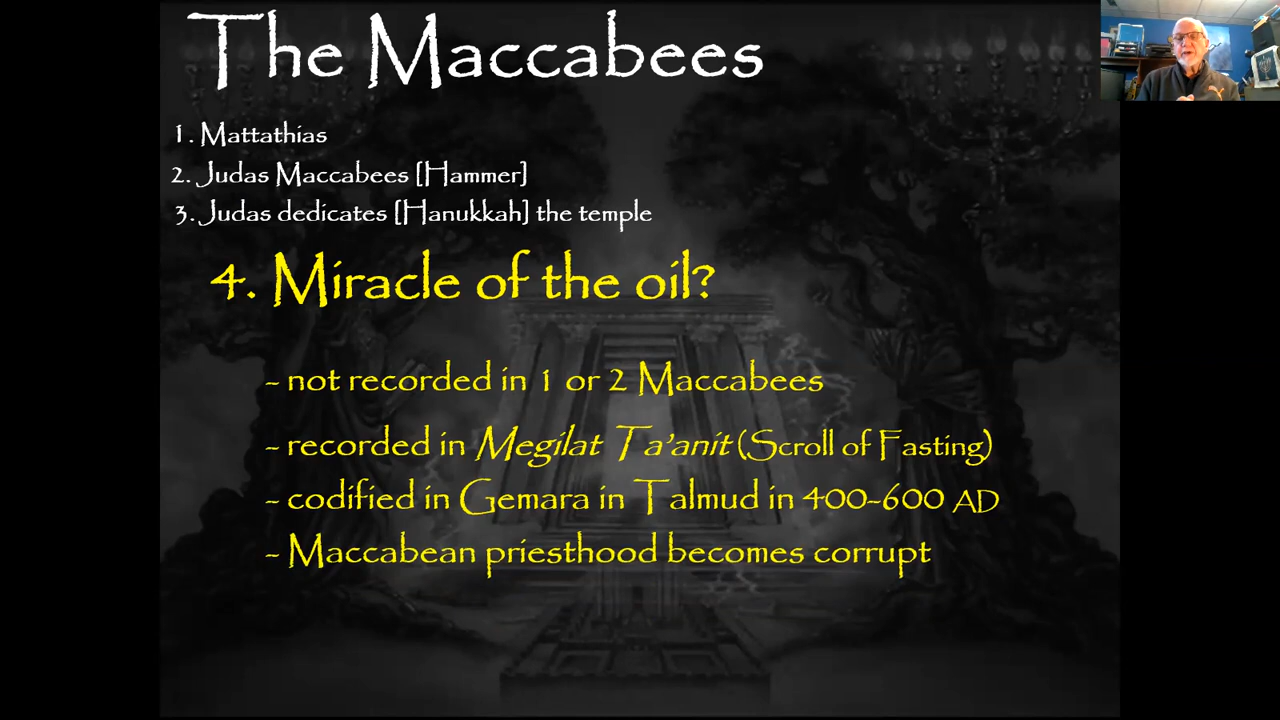 The Maccabees
1. Mattathias
2. Judas Maccabees [Hammer]
3. Judas dedicates [Hanukkah] the temple
4. Miracle of the oil?
- not recorded in 1 or 2 Maccabees
- recorded in Megilat Ta'anit (Scroll of Fasting)
- codified in Gemara in Talmud in 400-600 AD
- Maccabean priesthood becomes corrupt